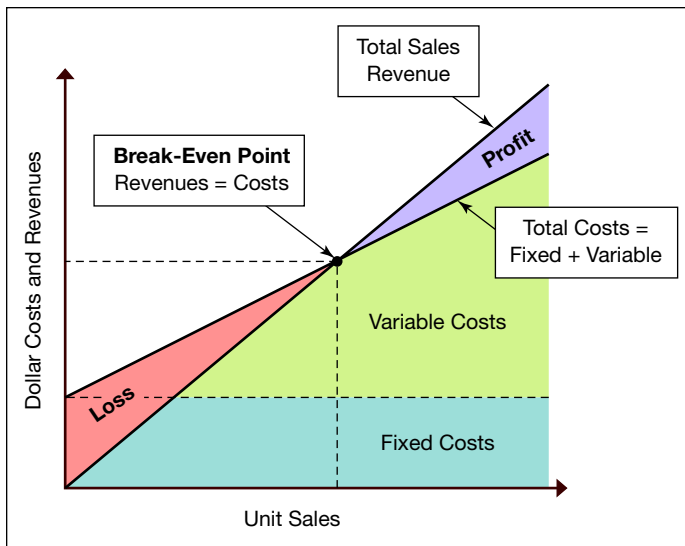 Total Sales
Revenue
Break-Even Point
Revenues = Costs
Profit
Total Costs =
Fixed + Variable
Dollar Costs and Revenues
Variable Costs
Loss
Fixed Costs
Unit Sales